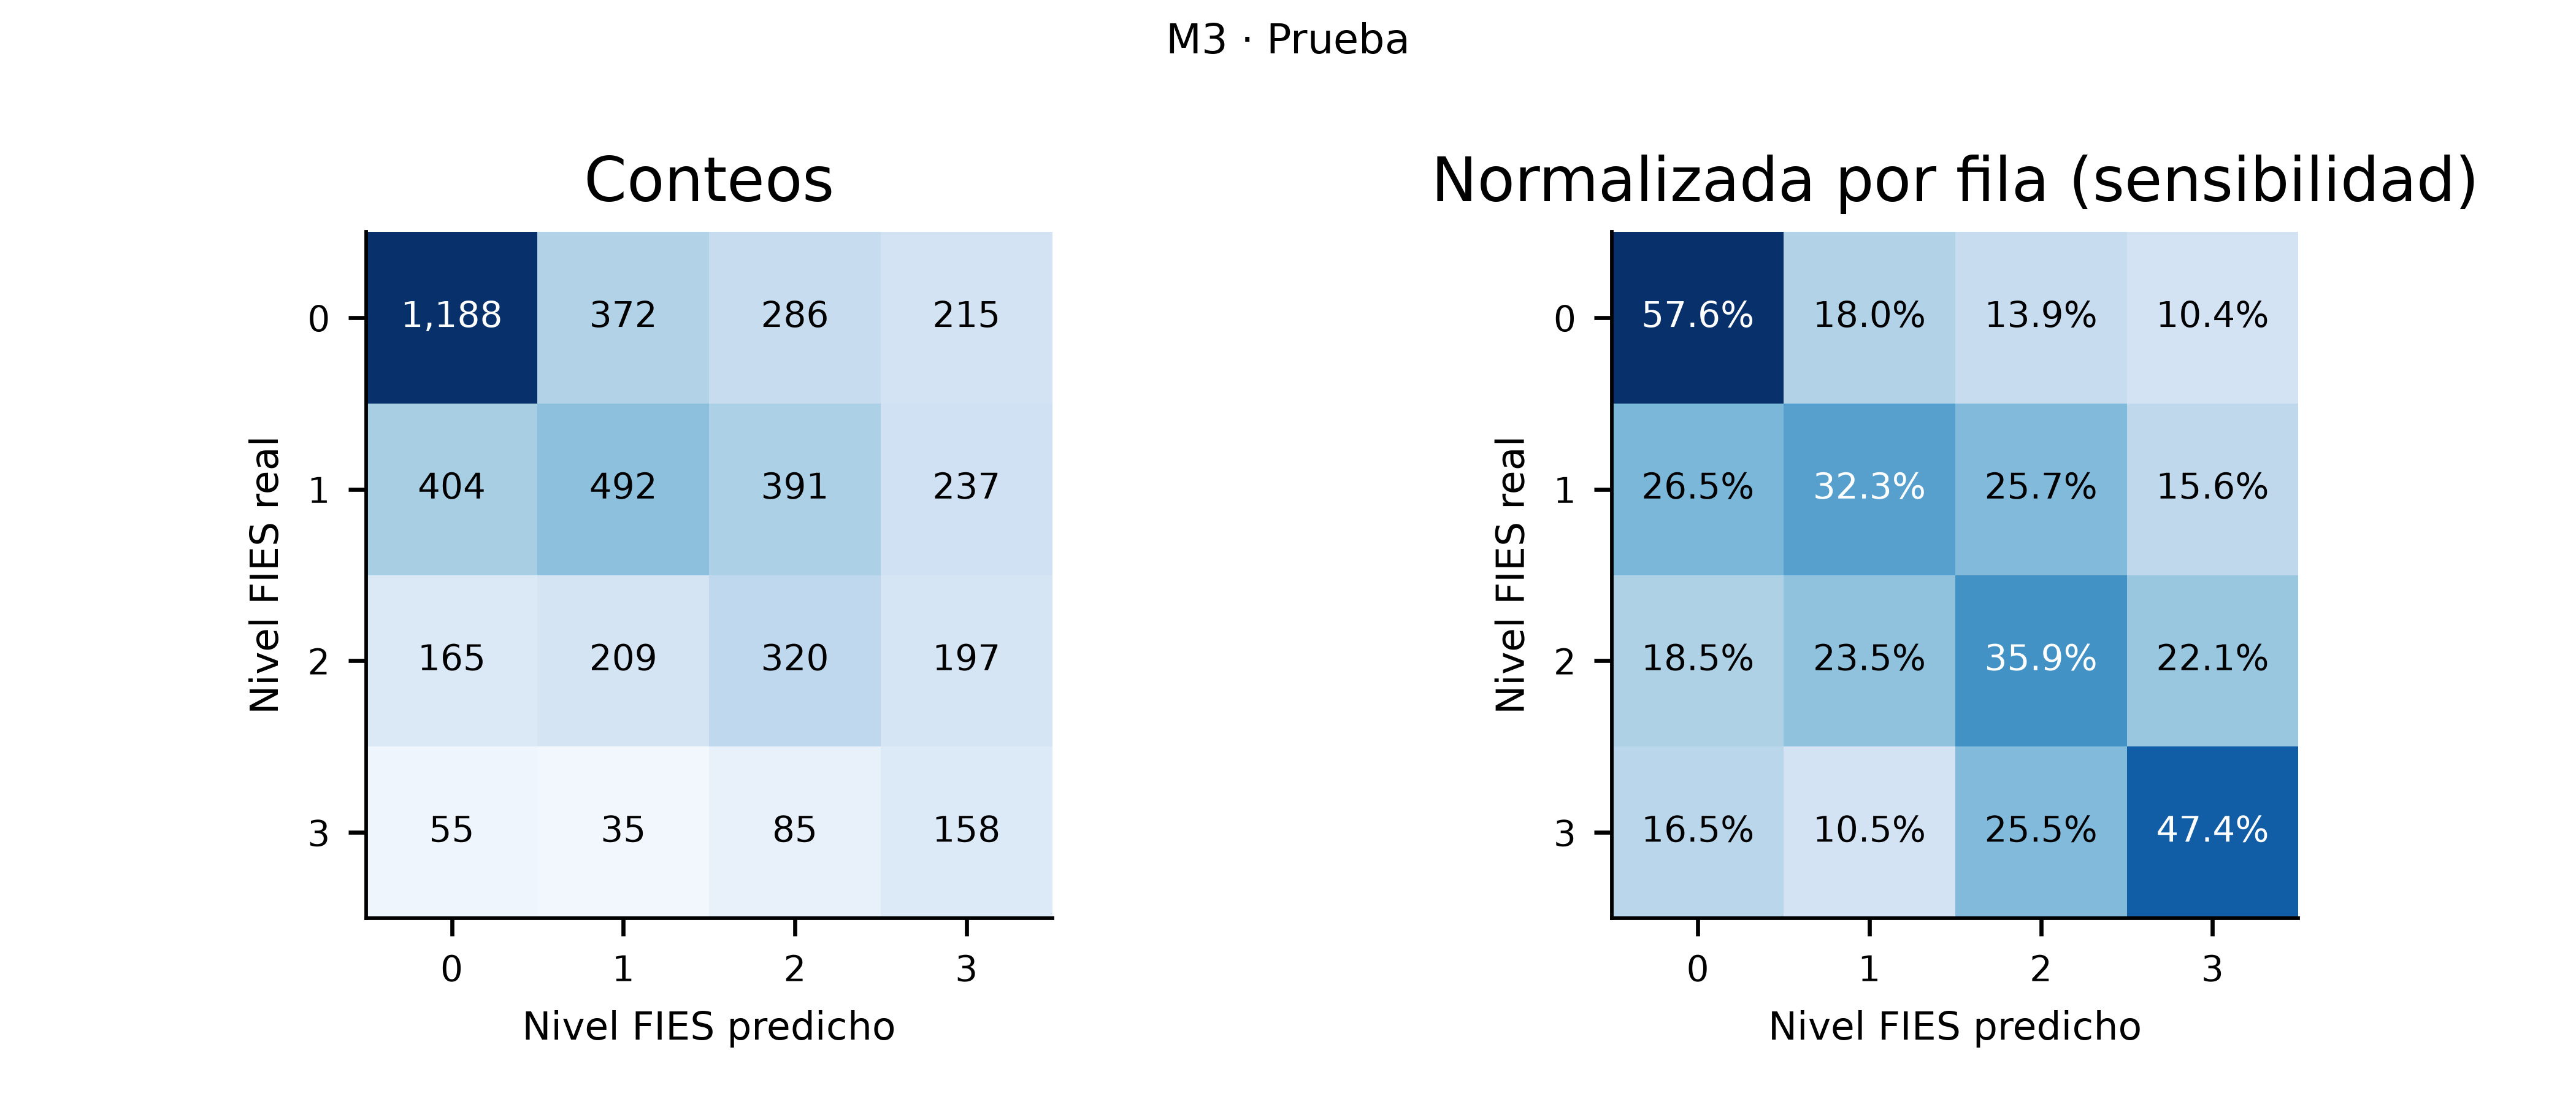 M3 · Prueba
Conteos
Nivel FIES real
0 1,188 372 286 215
1 404 492 391 237
2 165 209 320 197
3 55 35 85 158
0 1 2 3
Nivel FIES predicho
Normalizada por fila (sensibilidad)
Nivel FIES real
0 57.6% 18.0% 13.9% 10.4%
1 26.5% 32.3% 25.7% 15.6%
2 18.5% 23.5% 35.9% 22.1%
3 16.5% 10.5% 25.5% 47.4%
0 1 2 3
Nivel FIES predicho